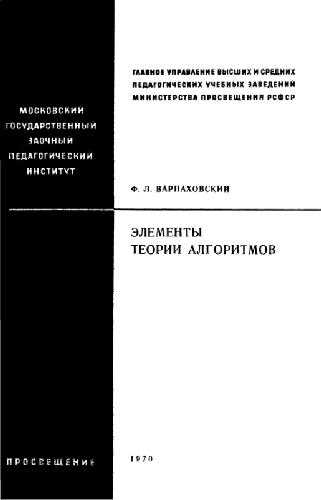 ГЛАВНОЕ УПРАВЛЕНИЕ ВЫСШИХ И СРЕДНИХ
ПЕДАГОГИЧЕСКИХ УЧЕБНЫХ ЗАВЕДЕНИЙ
МИНИСТЕРСТВА ПРОСВЕЩЕНИЯ РСФСР
МОСКОВСКИЙ
ГОСУДАРСТВЕННЫЙ
ЗАОЧНЫЙ
ПЕДАГОГИЧЕСКИЙ
ИНСТИТУТ
Ф. Л. ВАРПАХОВСКИЙ
ЭЛЕМЕНТЫ
ТЕОРИИ АЛГОРИТМОВ
ПРОСВЕЩЕНИЕ
1970